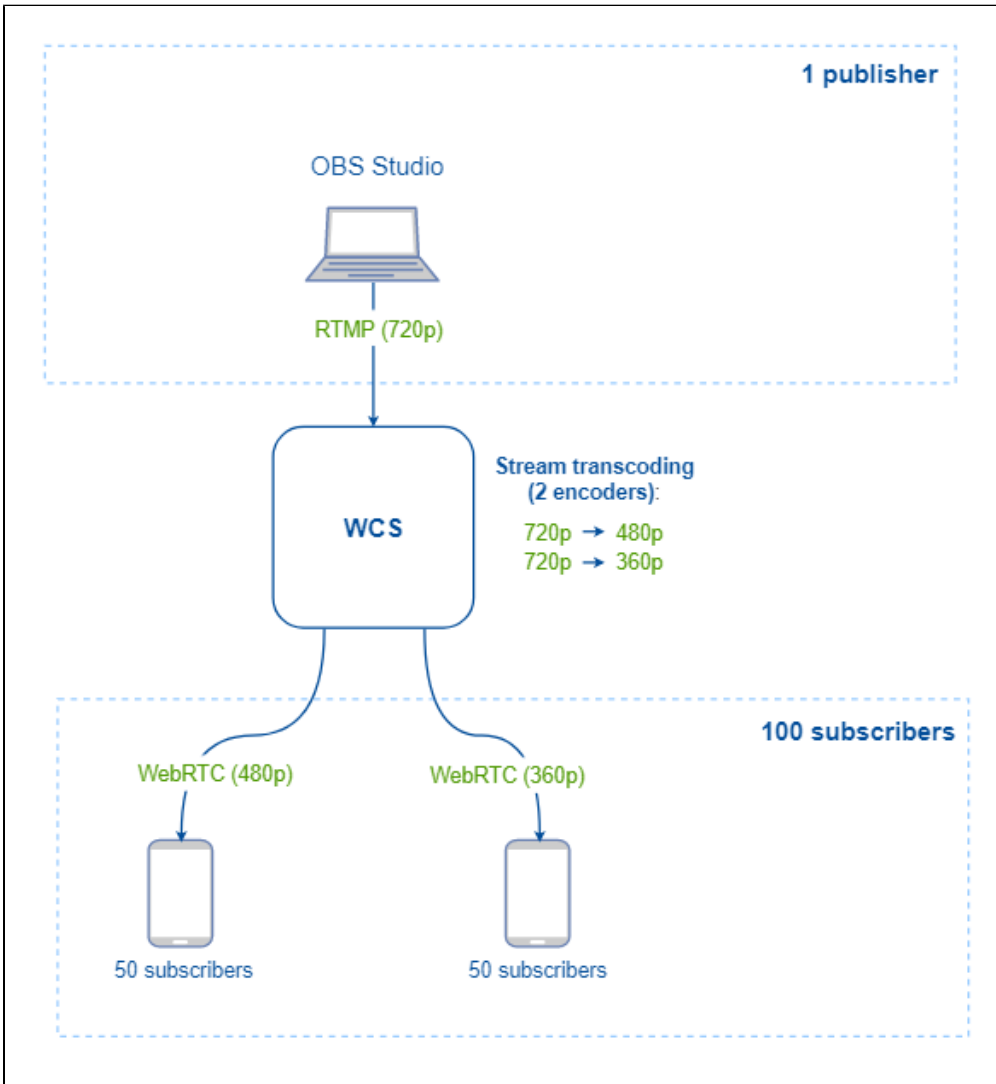 1 publisher
OBS Studio
RTMP (720p)
WCS
Stream transcoding
(2 encoders):
720p → 480p
720p → 360p
100 subscribers
WebRTC (480p)
WebRTC (360p)
50 subscribers
50 subscribers